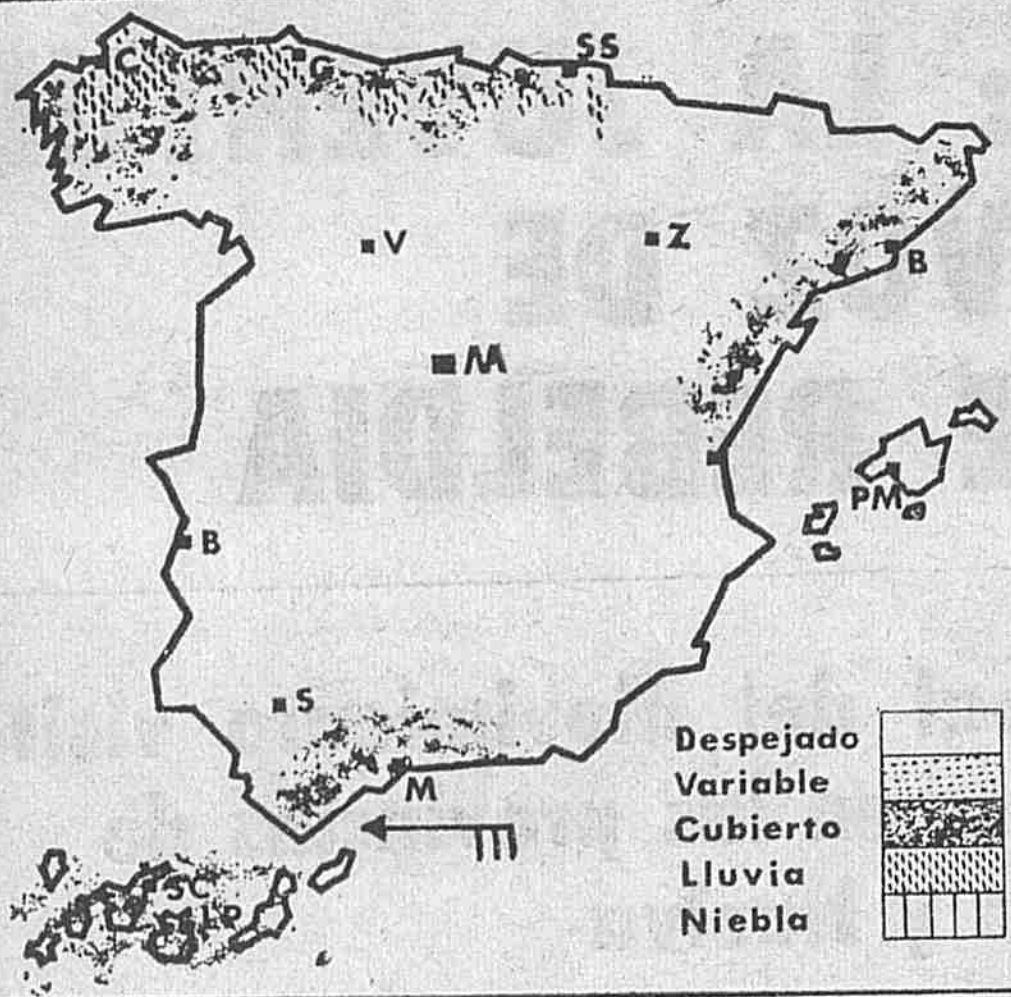 C
G
SS
V
Z
B
M
PM
B
S
M
SC
LP
Despejado
Variable
Cubierto
Lluvia
Niebla